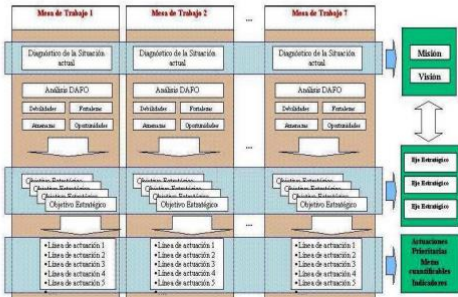 Mesa de Trabajo 1
Mesa de Trabajo 2
...
Mesa de Trabajo 7
Diagnóstico de la Situación
actual
Diagnóstico de la Situación
actual
...
Diagnóstico de la Situación
actual
Misión
Visión
Análisis DAFO
Debilidades
Fortalezas
Amenazas
Oportunidades
Análisis DAFO
Debilidades
Fortalezas
Amenazas
Oportunidades
Análisis DAFO
Debilidades
Fortalezas
Amenazas
Oportunidades
Objetivo Estratégico
Objetivo Estratégico
...
Objetivo Estratégico
Objetivo Estratégico
Objetivo Estratégico
Objetivo Estratégico
Eje Estratégico
Eje Estratégico
Eje Estratégico
•Línea de actuación 1
•Línea de actuación 2
•Línea de actuación 3
•Línea de actuación 4
•Línea de actuación 5
•Línea de actuación 1
•Línea de actuación 2
•Línea de actuación 3
•Línea de actuación 4
•Línea de actuación 5
...
•Línea de actuación 1
•Línea de actuación 2
•Línea de actuación 3
•Línea de actuación 4
•Línea de actuación 5
Actuaciones
Prioritarias
Metas
cuantificables
Indicadores